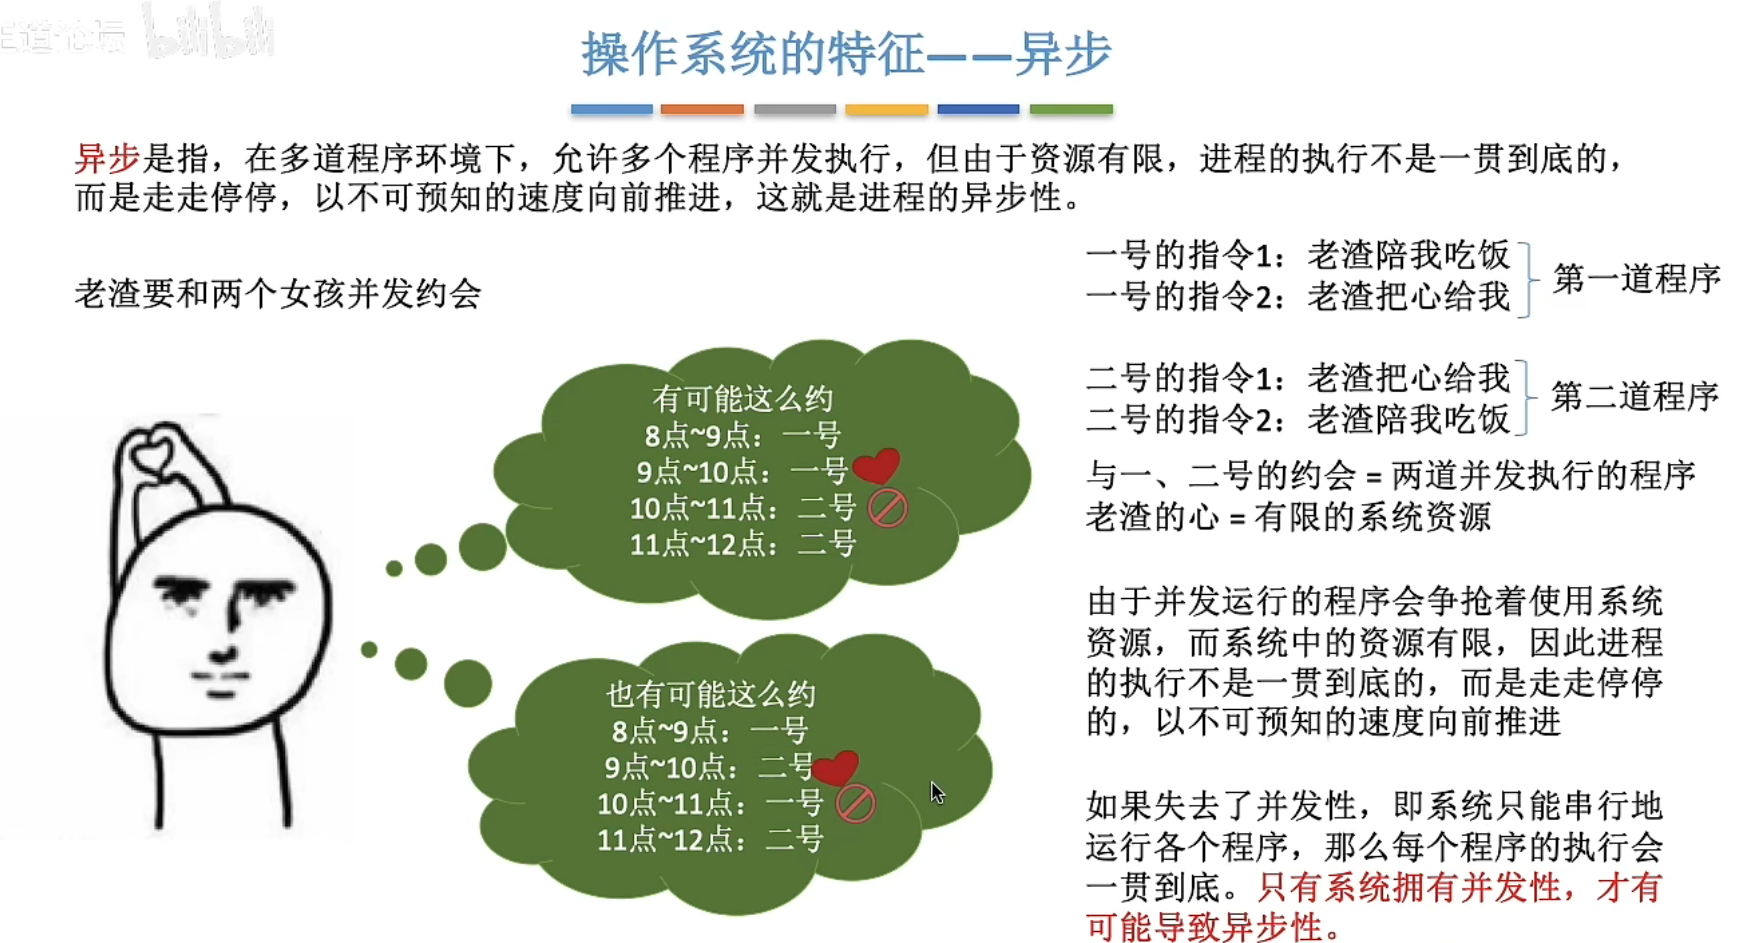 王道论坛 bilibili
操作系统的特征——异步
异步是指，在多道程序环境下，允许多个程序并发执行，但由于资源有限，进程的执行不是一贯到底的，
而是走走停停，以不可预知的速度向前推进，这就是进程的异步性。
老渣要和两个女孩并发约会
有可能这么约
8点~9点：一号
9点~10点：一号
10点~11点：二号
11点~12点：二号
也有可能这么约
8点~9点：一号
9点~10点：二号
10点~11点：一号
11点~12点：二号
一号的指令1：老渣陪我吃饭
一号的指令2：老渣把心给我
第一道程序
二号的指令1：老渣把心给我
二号的指令2：老渣陪我吃饭
第二道程序
与一、二号的约会 = 两道并发执行的程序
老渣的心 = 有限的系统资源
由于并发运行的程序会争抢着使用系统
资源，而系统中的资源有限，因此进程
的执行不是一贯到底的，而是走走停停
的，以不可预知的速度向前推进
如果失去了并发性，即系统只能串行地
运行各个程序，那么每个程序的执行会
一贯到底。只有系统拥有并发性，才有
可能导致异步性。